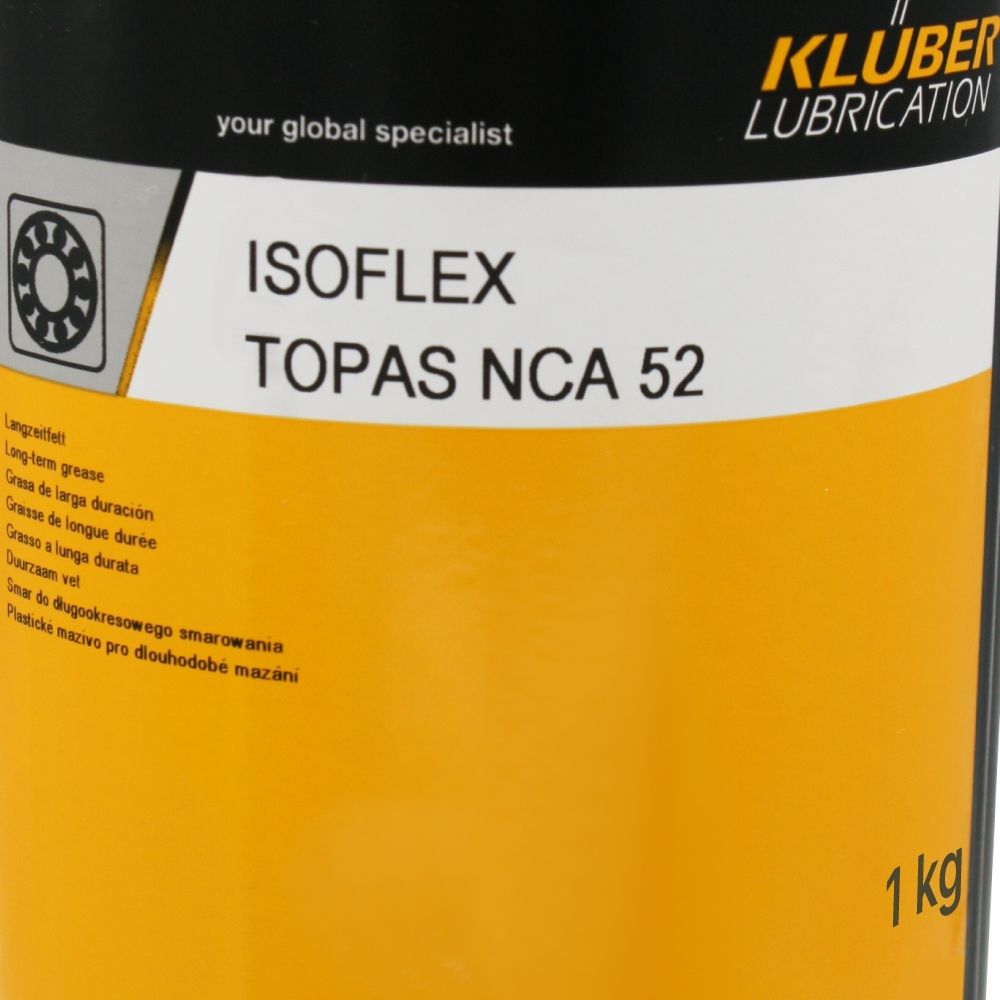 KLÜBER
LUBRICATION
your global specialist
ISOFLEX
TOPAS NCA 52
Langzeitfett
Long-term grease
Grasa de larga duración
Graisse de longue durée
Grasso a lunga durata
Duurzaam vet
Smar do długookresowego smarowania
Plastické mazivo pro dlouhodobé mazání
1 kg